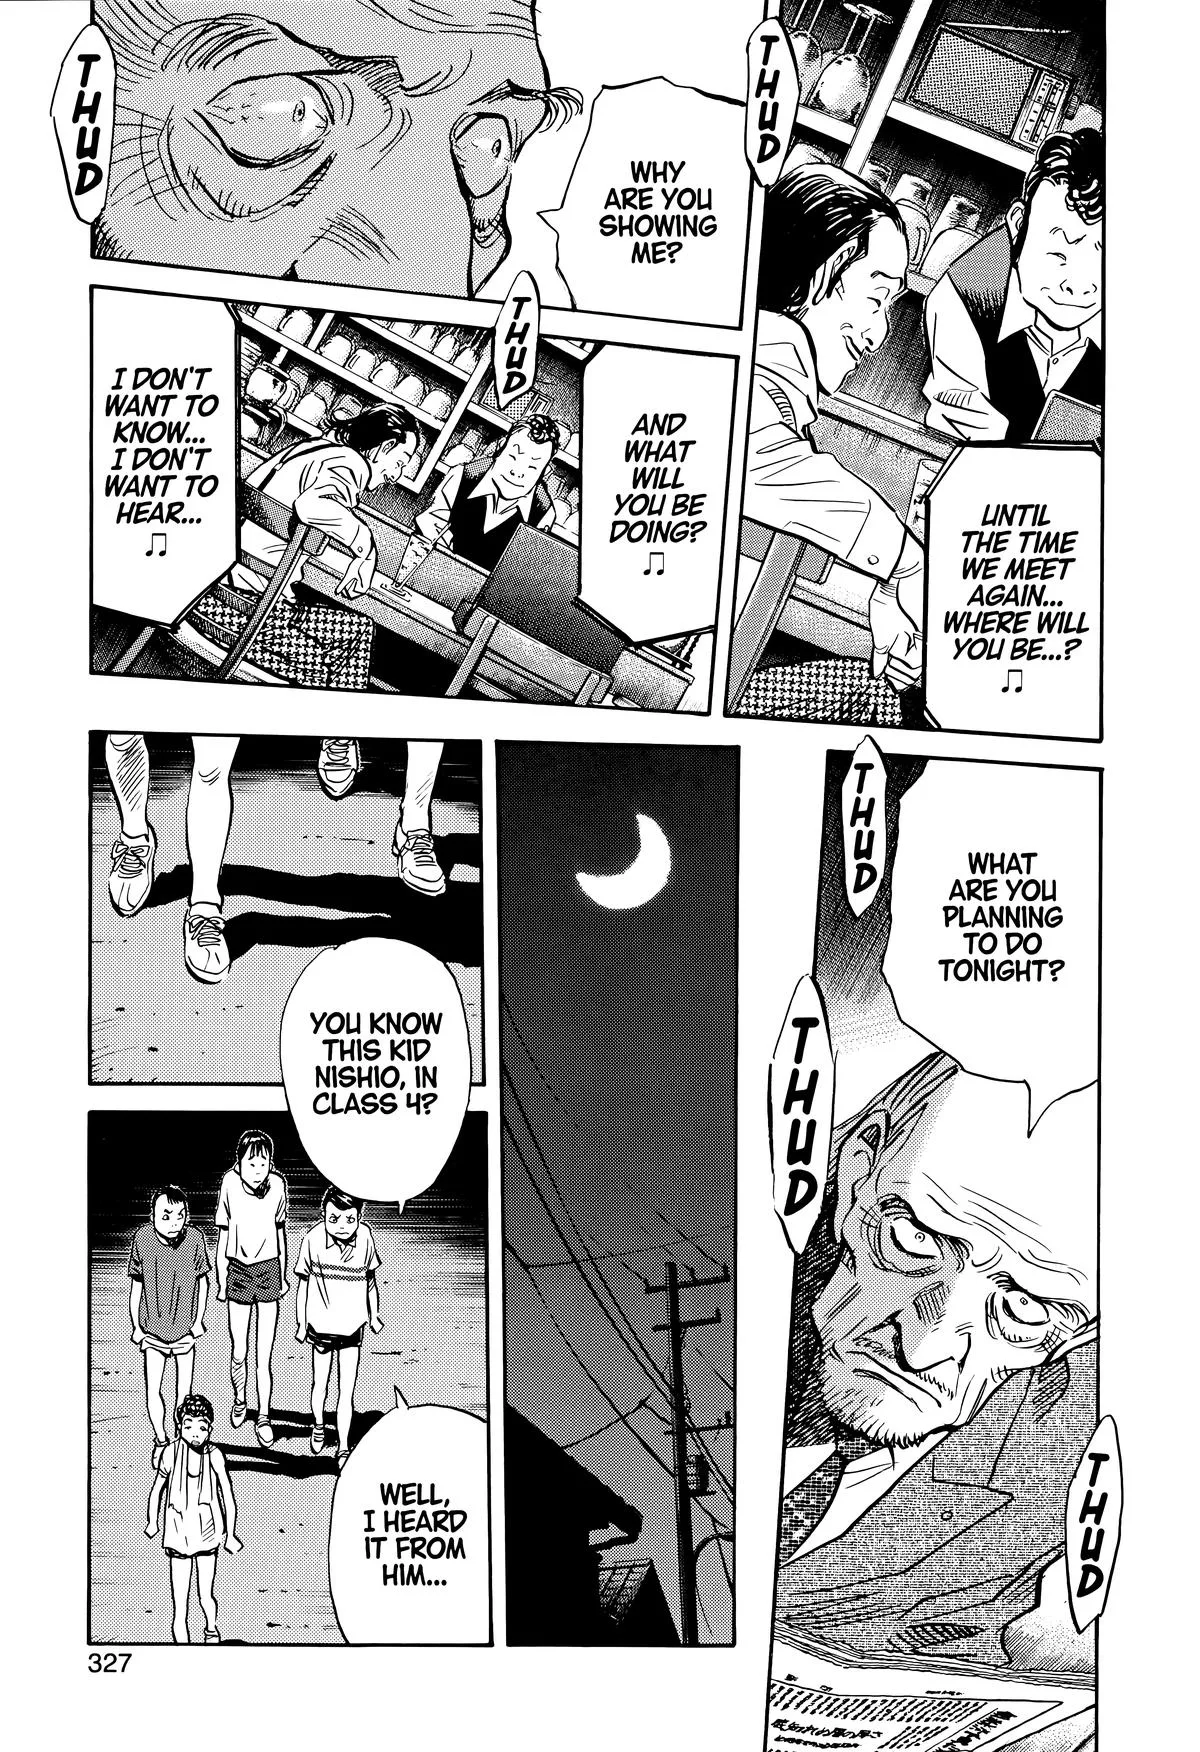 THUD
UNTIL
THE TIME
WE MEET
AGAIN...
WHERE WILL
YOU BE...?
♫
WHY
ARE YOU
SHOWING
ME?
THUD
THUD
AND
WHAT
WILL
YOU BE
DOING?
♫
I DON'T
WANT TO
KNOW...
I DON'T
WANT TO
HEAR...
♫
THUD
WHAT
ARE YOU
PLANNING
TO DO
TONIGHT?
THUD
THUD
YOU KNOW
THIS KID
NISHIO, IN
CLASS 4?
WELL,
I HEARD
IT FROM
HIM...
327